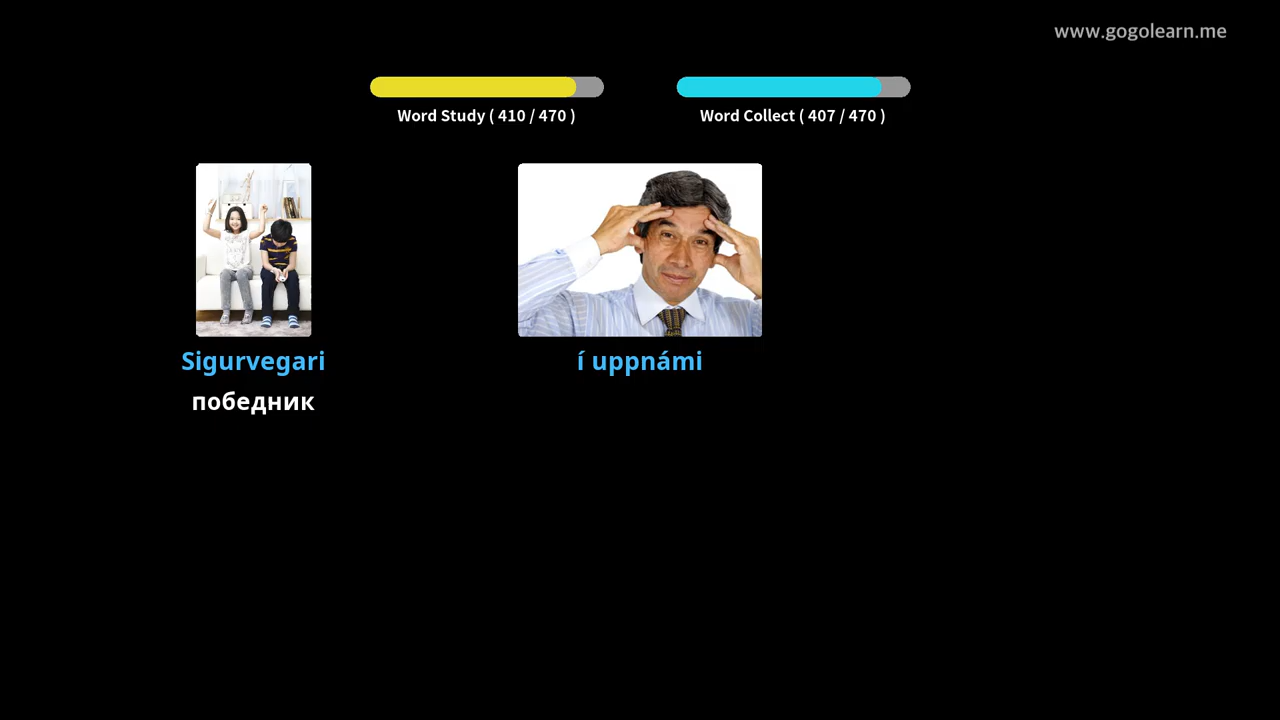 www.gogolearn.me
Word Study ( 410 / 470 )
Word Collect ( 407 / 470 )
Sigurvegari
í uppnámi
победник